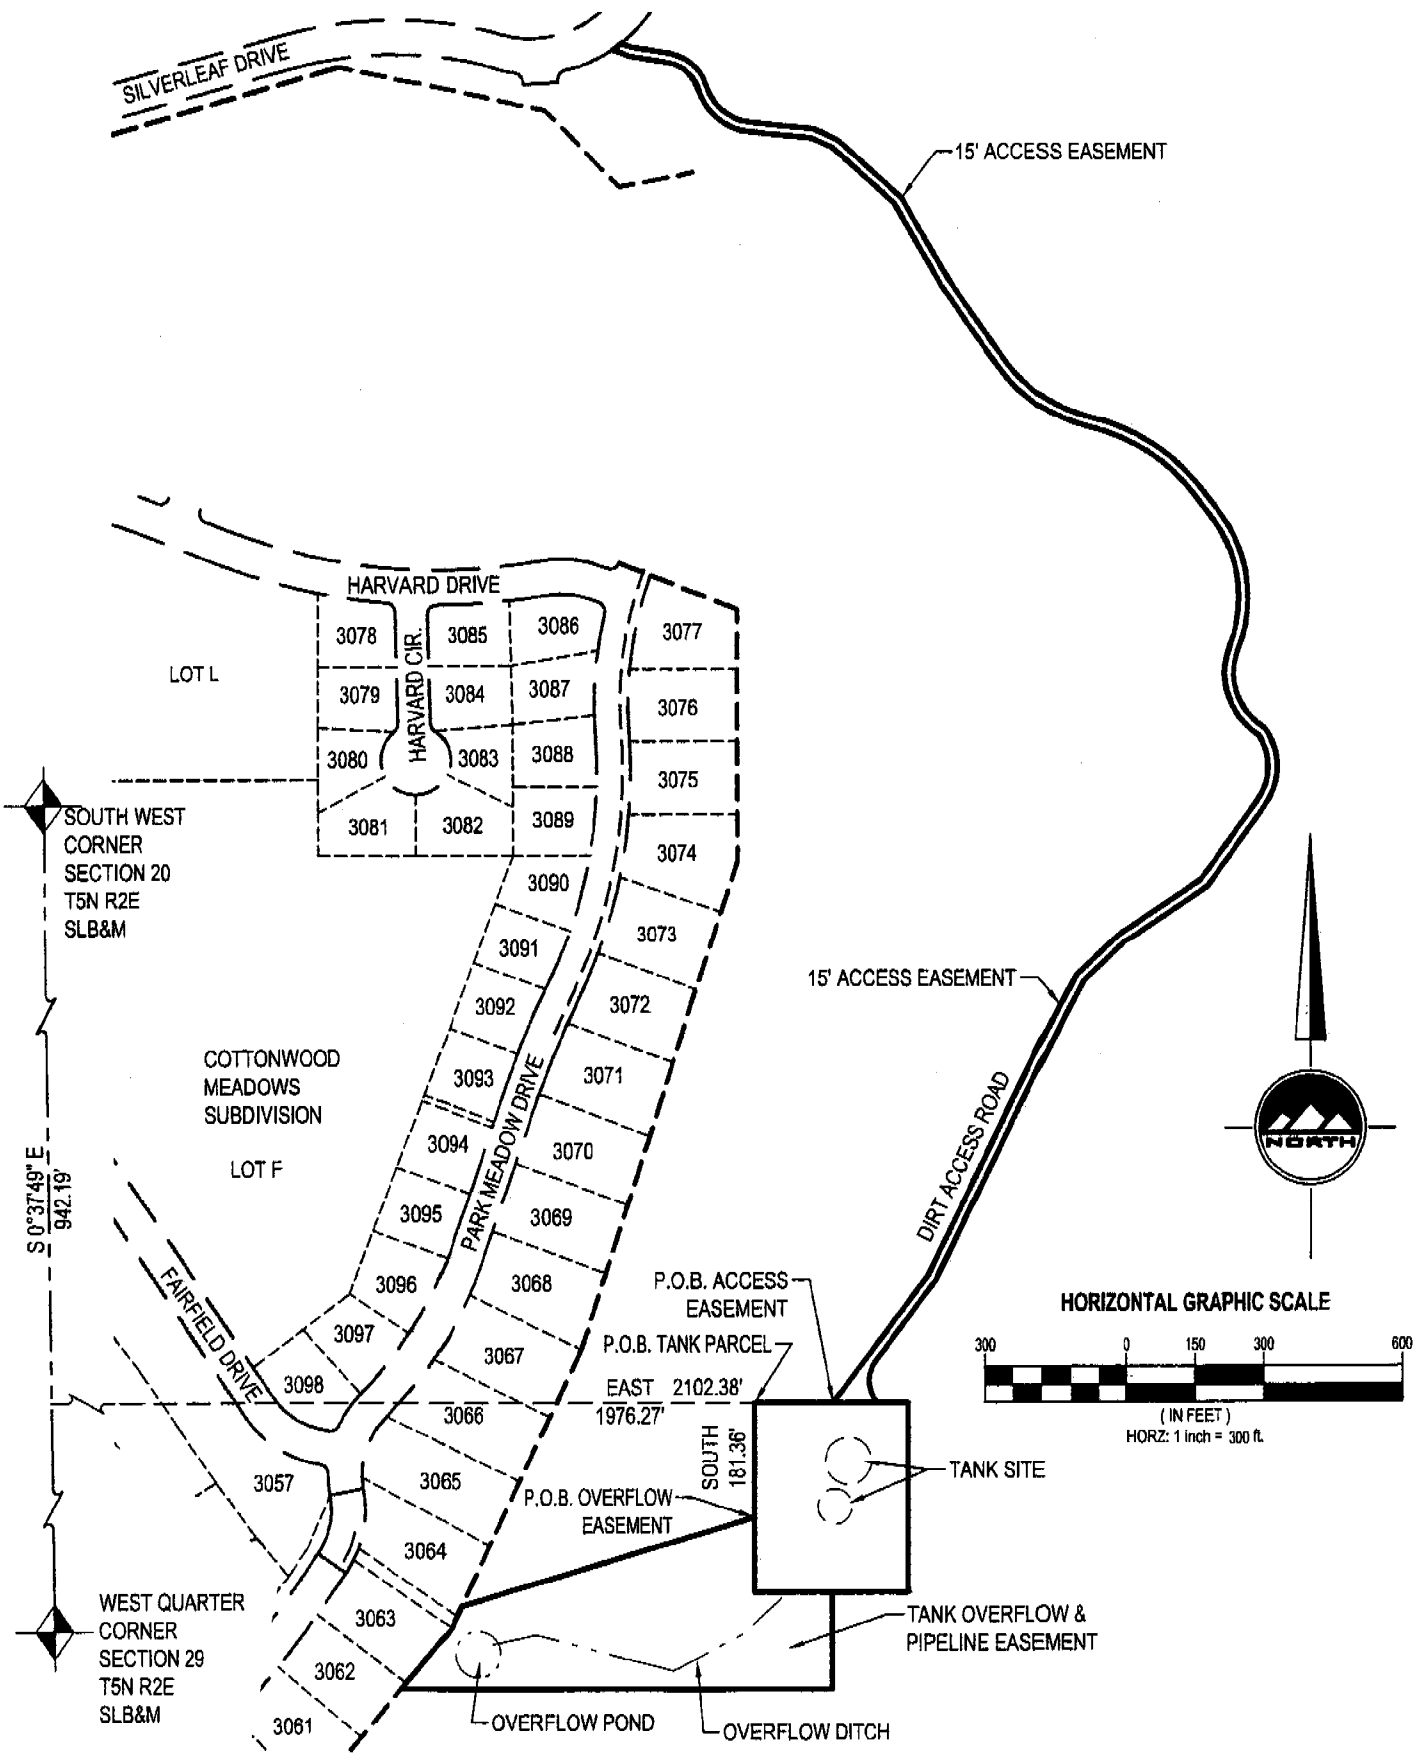 SILVERLEAF DRIVE
15' ACCESS EASEMENT
HARVARD DRIVE
HARVARD CIR.
3078
3085
3086
3077
LOT L
3079
3084
3087
3076
3080
3083
3088
3075
3081
3082
3089
3074
SOUTH WEST
CORNER
SECTION 20
T5N R2E
SLB&M
3090
3091
3073
3092
3072
15' ACCESS EASEMENT
COTTONWOOD
MEADOWS
SUBDIVISION
LOT F
3093
3071
3094
3070
PARK MEADOW DRIVE
DIRT ACCESS ROAD
NORTH
S 0°37'49" E
942.19'
3095
3069
3096
3068
FAIRFIELD DRIVE
3097
3067
3098
3066
P.O.B. ACCESS
EASEMENT
P.O.B. TANK PARCEL
EAST 2102.38'
1976.27'
SOUTH
181.36'
HORIZONTAL GRAPHIC SCALE
300 0 150 300 600
( IN FEET )
HORZ: 1 inch = 300 ft.
TANK SITE
3057
3065
P.O.B. OVERFLOW
EASEMENT
3064
WEST QUARTER
CORNER
SECTION 29
T5N R2E
SLB&M
3063
3062
3061
TANK OVERFLOW &
PIPELINE EASEMENT
OVERFLOW POND
OVERFLOW DITCH